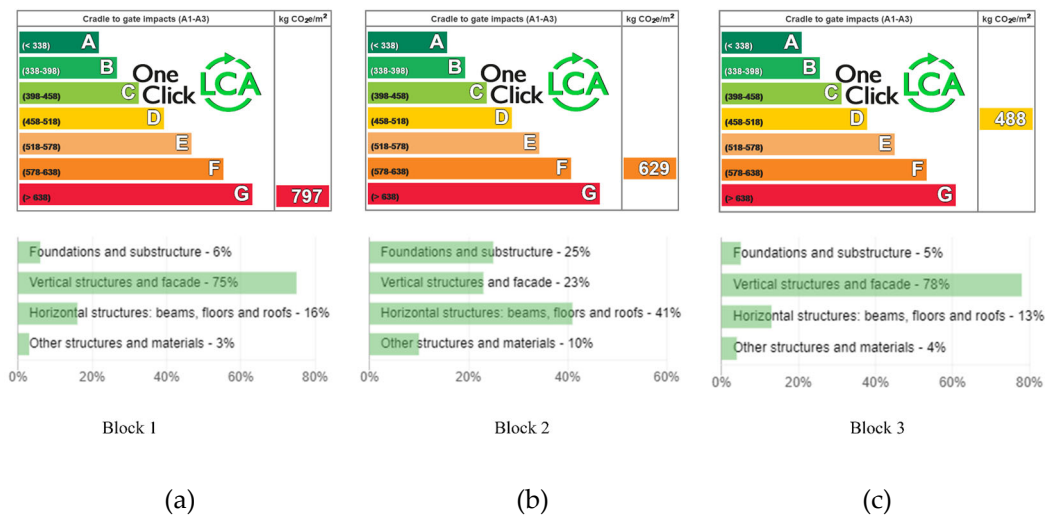 Cradle to gate impacts (A1-A3) kg CO₂e/m²
(< 338) A
(338-398) B
(398-458) C
(458-518) D
(518-578) E
(578-638) F
(> 638) G
797
One
Click
LCA
Foundations and substructure - 6%
Vertical structures and facade - 75%
Horizontal structures: beams, floors and roofs - 16%
Other structures and materials - 3%
0% 20% 40% 60% 80%
Block 1
(a)
Cradle to gate impacts (A1-A3) kg CO₂e/m²
(< 338) A
(338-398) B
(398-458) C
(458-518) D
(518-578) E
(578-638) F
629
(> 638) G
One
Click
LCA
Foundations and substructure - 25%
Vertical structures and facade - 23%
Horizontal structures: beams, floors and roofs - 41%
Other structures and materials - 10%
0% 20% 40% 60%
Block 2
(b)
Cradle to gate impacts (A1-A3) kg CO₂e/m²
(< 338) A
(338-398) B
(398-458) C
(458-518) D
488
(518-578) E
(578-638) F
(> 638) G
One
Click
LCA
Foundations and substructure - 5%
Vertical structures and facade - 78%
Horizontal structures: beams, floors and roofs - 13%
Other structures and materials - 4%
0% 20% 40% 60% 80%
Block 3
(c)